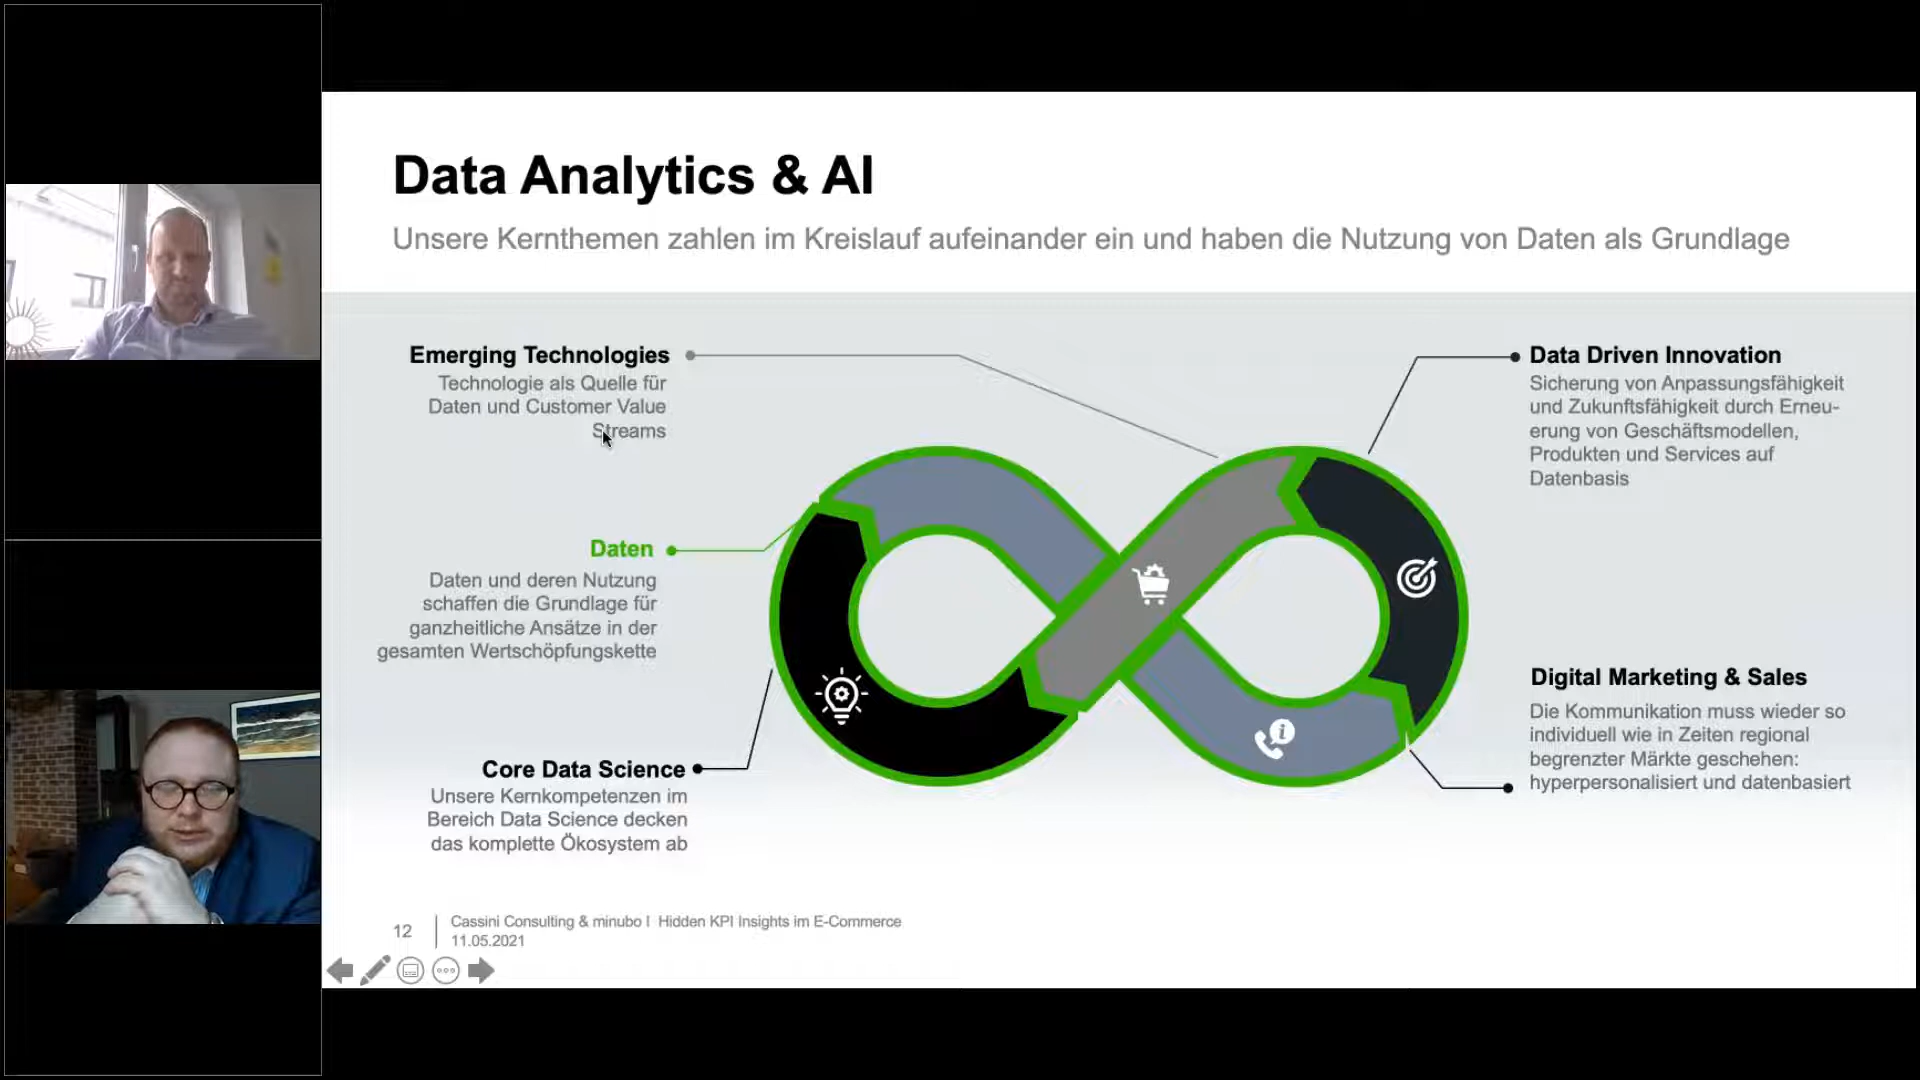 Data Analytics & AI
Unsere Kernthemen zahlen im Kreislauf aufeinander ein und haben die Nutzung von Daten als Grundlage
Emerging Technologies
Technologie als Quelle für
Daten und Customer Value
Streams
Daten
Daten und deren Nutzung
schaffen die Grundlage für
ganzheitliche Ansätze in der
gesamten Wertschöpfungskette
Core Data Science
Unsere Kernkompetenzen im
Bereich Data Science decken
das komplette Ökosystem ab
Data Driven Innovation
Sicherung von Anpassungsfähigkeit
und Zukunftsfähigkeit durch Erneu-
erung von Geschäftsmodellen,
Produkten und Services auf
Datenbasis
Digital Marketing & Sales
Die Kommunikation muss wieder so
individuell wie in Zeiten regional
begrenzter Märkte geschehen:
hyperpersonalisiert und datenbasiert
12
Cassini Consulting & minubo I Hidden KPI Insights im E-Commerce
11.05.2021